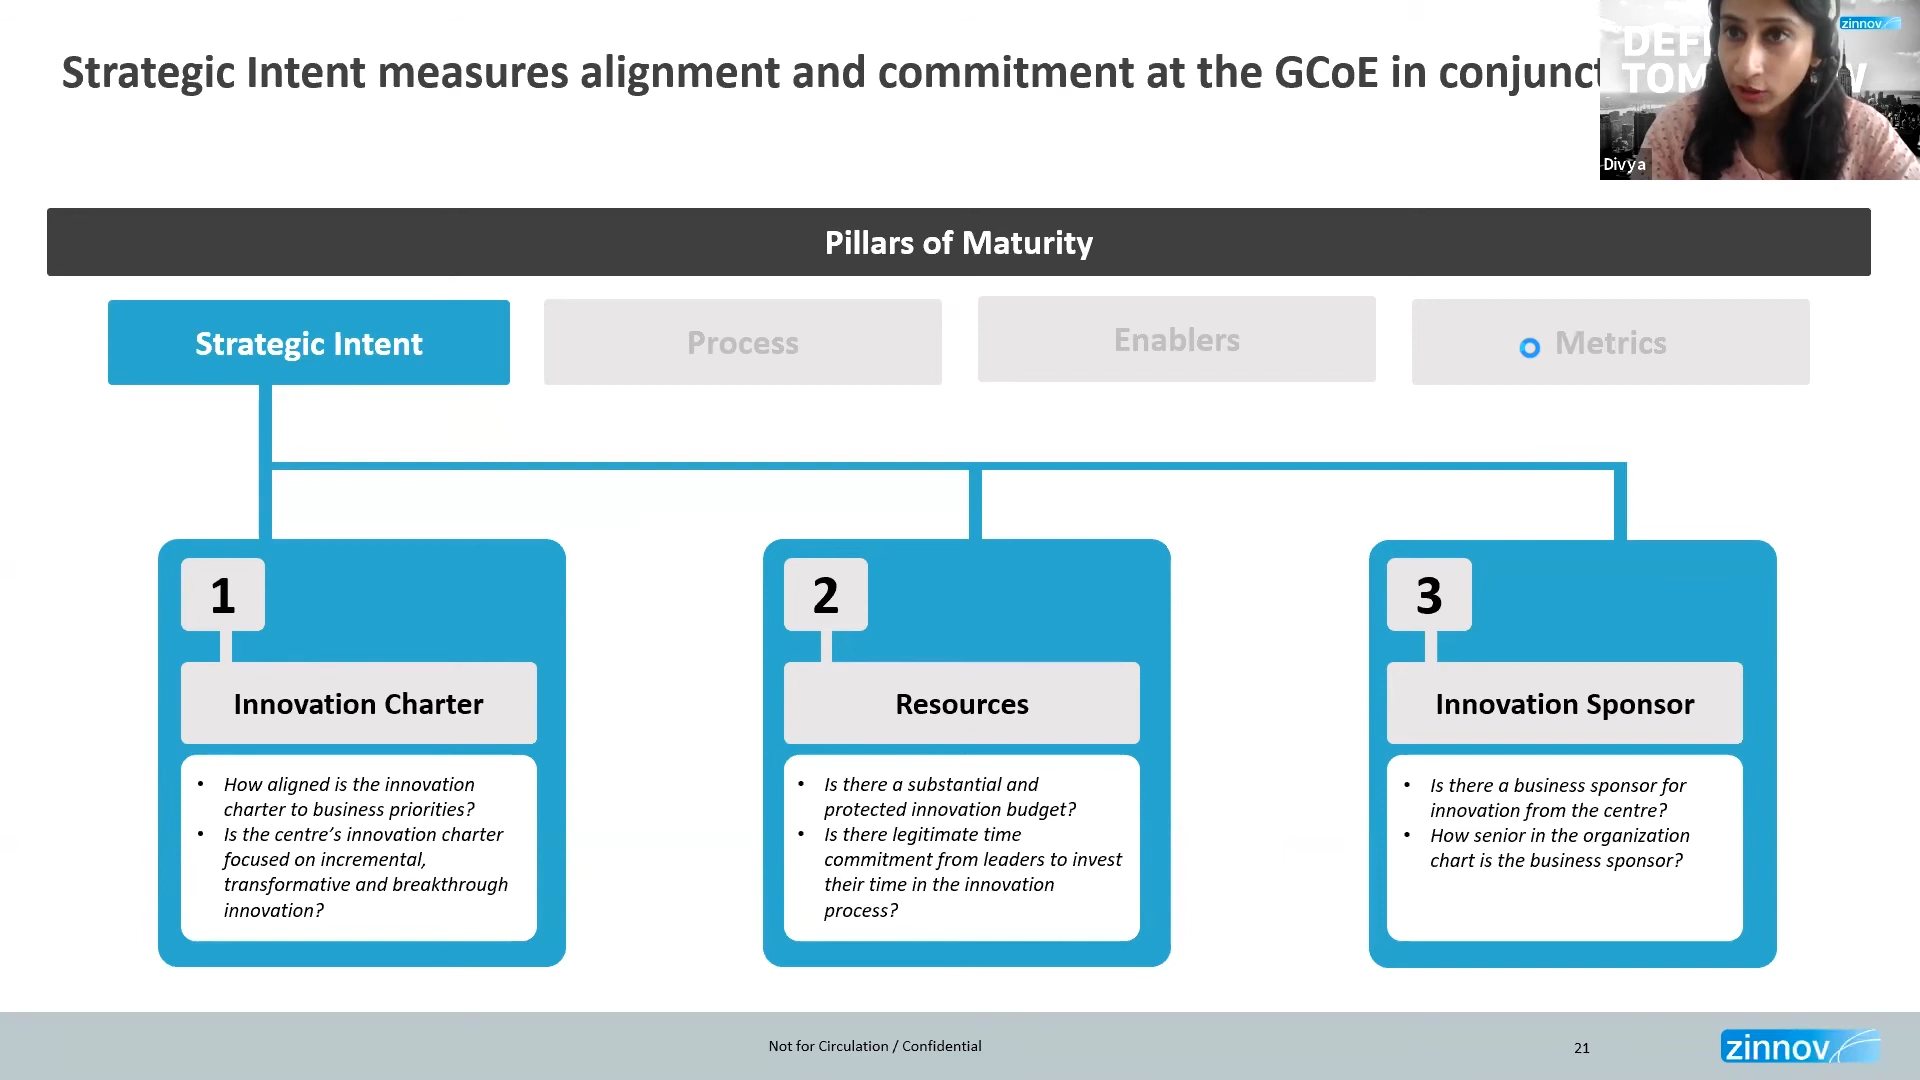 Strategic Intent measures alignment and commitment at the GCoE in conjunct
zinnov
DEFI
TOM W
Divya
Pillars of Maturity
Strategic Intent
Process
Enablers
Metrics
1
Innovation Charter
• How aligned is the innovation
charter to business priorities?
• Is the centre’s innovation charter
focused on incremental,
transformative and breakthrough
innovation?
2
Resources
• Is there a substantial and
protected innovation budget?
• Is there legitimate time
commitment from leaders to invest
their time in the innovation
process?
3
Innovation Sponsor
• Is there a business sponsor for
innovation from the centre?
• How senior in the organization
chart is the business sponsor?
Not for Circulation / Confidential
21
zinnov